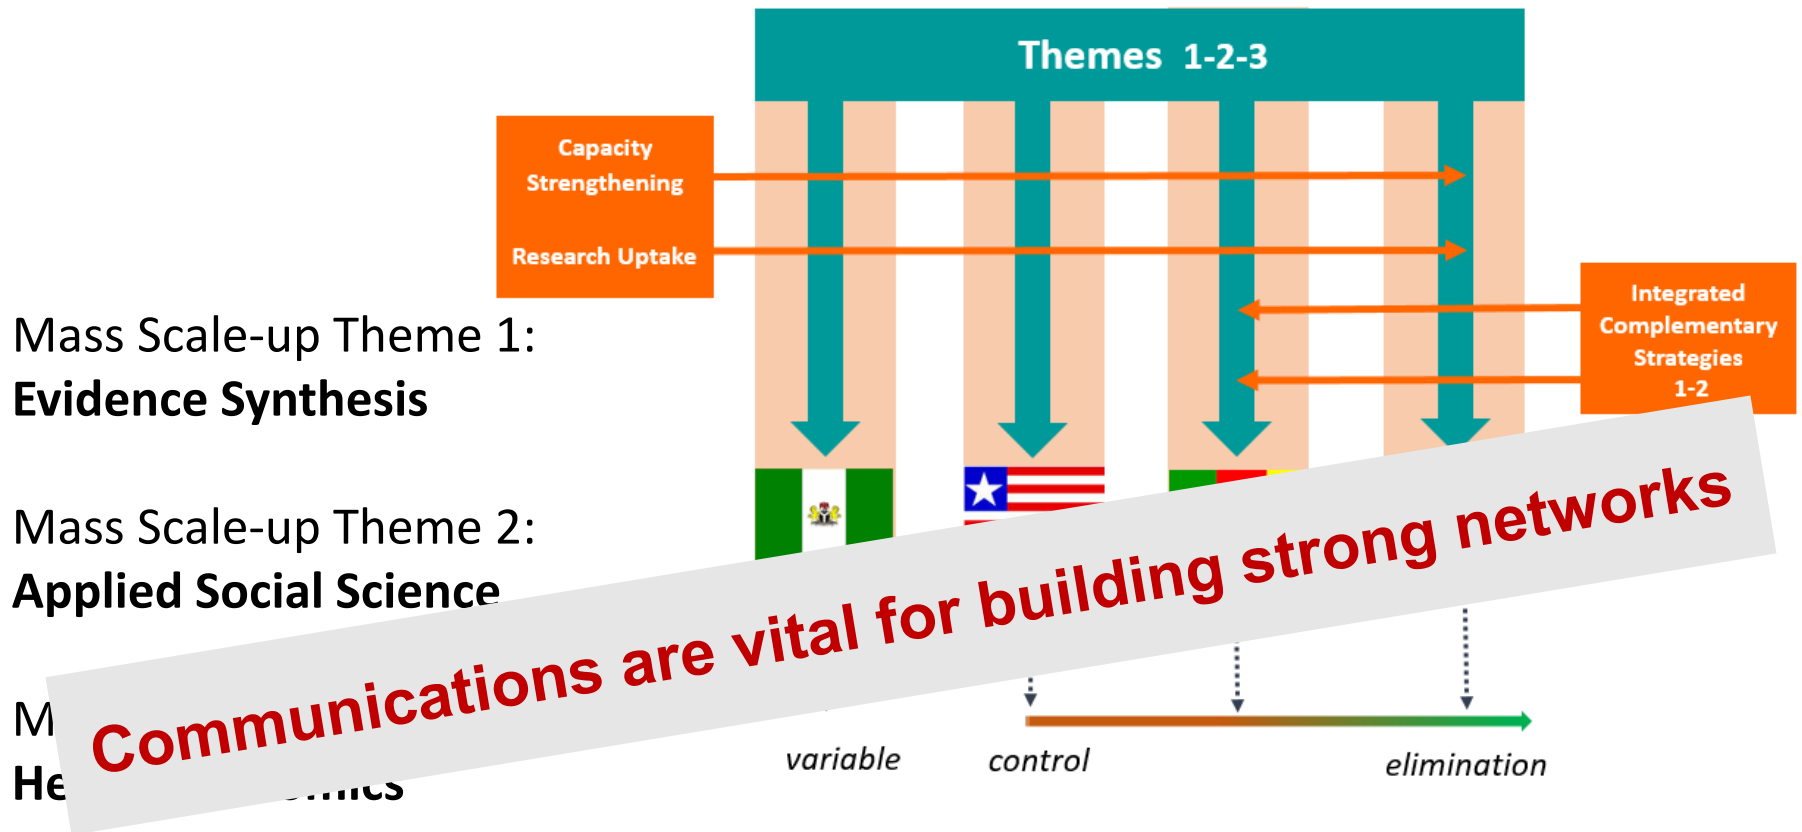 Themes 1-2-3
Capacity
Strengthening
Research Uptake
Integrated
Complementary
Strategies
1-2
Mass Scale-up Theme 1:
Evidence Synthesis
Mass Scale-up Theme 2:
Applied Social Science
Communications are vital for building strong networks
variable
control
elimination